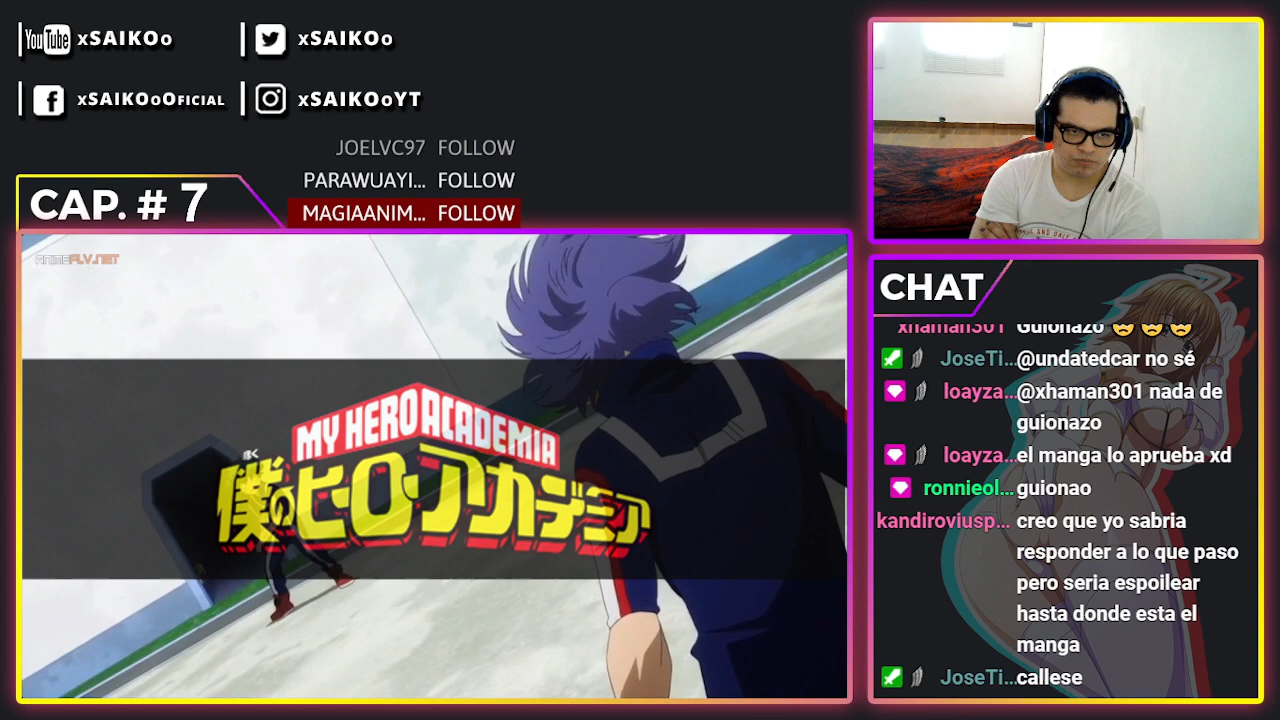 YouTube xSAIKOo
xSAIKOo
xSAIKOoOficial
xSAIKOoYT
JOELVC97 FOLLOW
PARAWUAYI... FOLLOW
MAGIAANIM... FOLLOW
CAP. # 7
ANIMEFLV.NET
MY HERO ACADEMIA
ぼく
僕のヒーローアカデミア
CHAT
xhaman301 Guionazo 😎 😎 😎
JoseTi... @undatedcar no sé
loayza... @xhaman301 nada de
guionazo
loayza... el manga lo aprueba xd
ronnieol... guionao
kandiroviusp... creo que yo sabria
responder a lo que paso
pero seria espoilear
hasta donde esta el
manga
JoseTi... callese